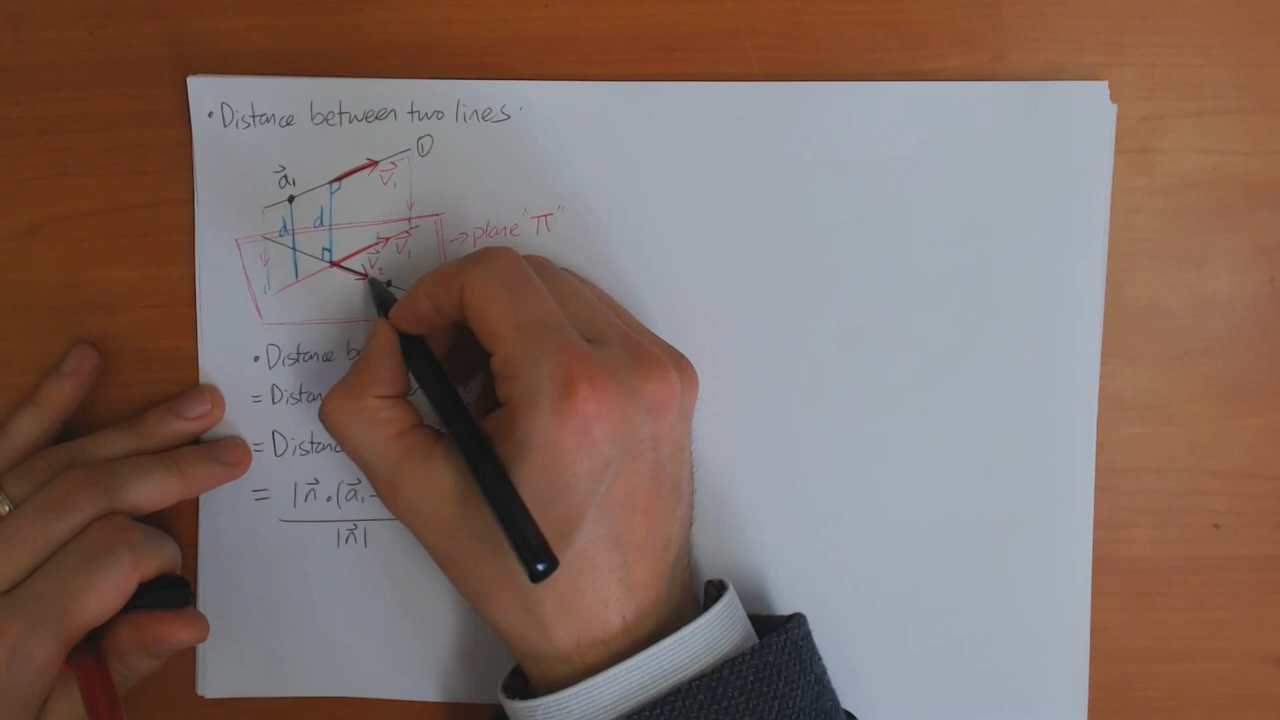 • Distance between two lines.
①
a⃗₁
v⃗₁
d d
→ plane "π"
v⃗₁
v⃗₂
• Distance
= Distan
= Distanc
= |n⃗·(a⃗₁-
|n⃗|